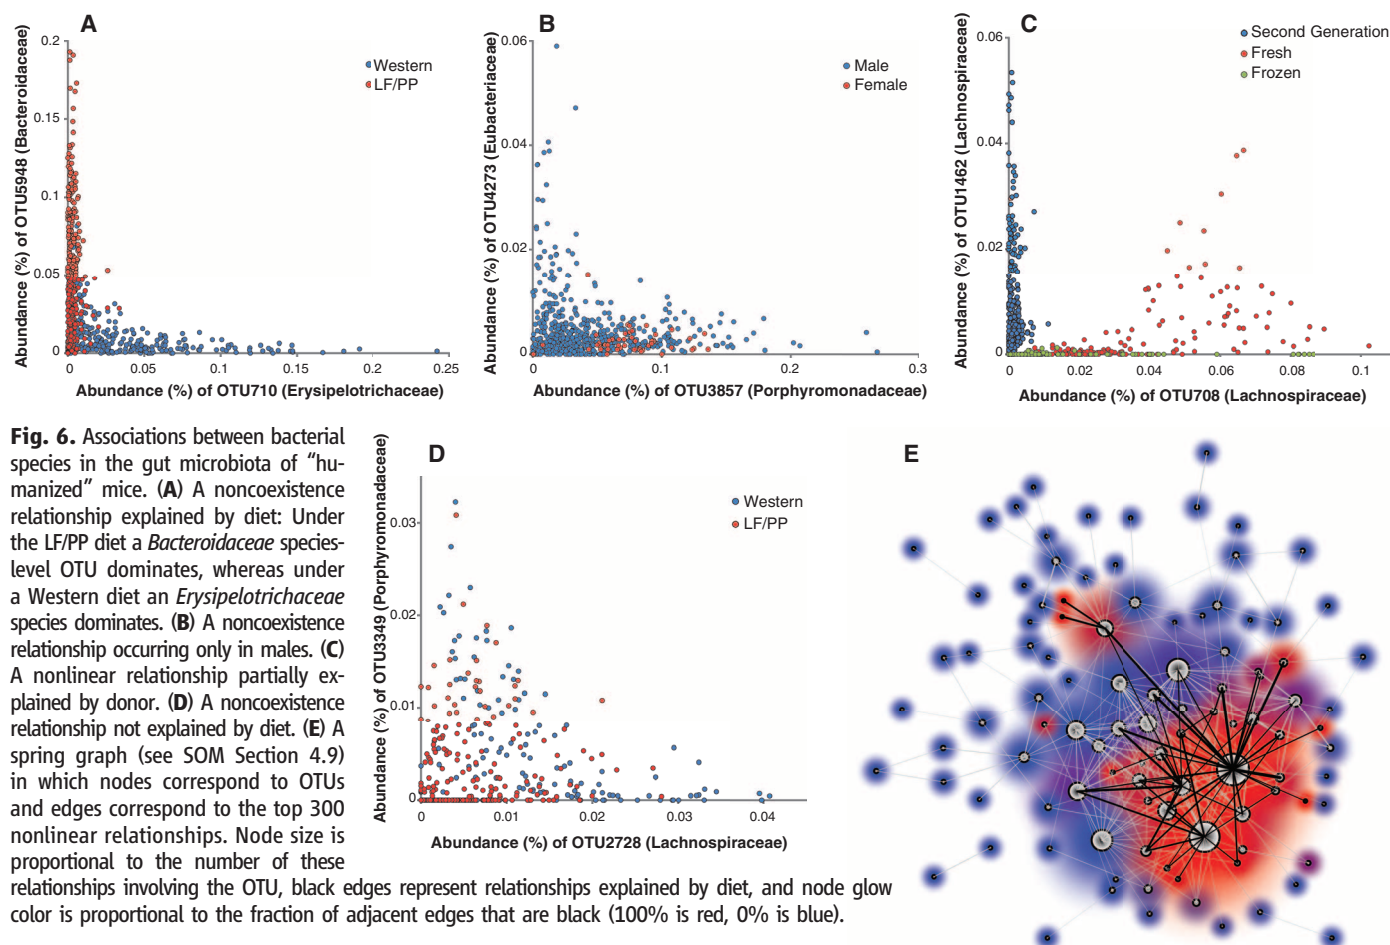 A
Abundance (%) of OTU5948 (Bacteroidaceae)
0.2
0.15
0.1
0.05
0
0
0.05
0.1
0.15
0.2
0.25
Western
LF/PP
Abundance (%) of OTU710 (Erysipelotrichaceae)
B
Abundance (%) of OTU4273 (Eubacteriaceae)
0.06
0.04
0.02
0
0
0.1
0.2
0.3
Male
Female
Abundance (%) of OTU3857 (Porphyromonadaceae)
C
Abundance (%) of OTU1462 (Lachnospiraceae)
0.06
0.04
0.02
0
0
0.02
0.04
0.06
0.08
0.1
Second Generation
Fresh
Frozen
Abundance (%) of OTU708 (Lachnospiraceae)
Fig. 6. Associations between bacterial
species in the gut microbiota of “hu-
manized” mice. (A) A noncoexistence
relationship explained by diet: Under
the LF/PP diet a Bacteroidaceae species-
level OTU dominates, whereas under
a Western diet an Erysipelotrichaceae
species dominates. (B) A noncoexistence
relationship occurring only in males. (C)
A nonlinear relationship partially ex-
plained by donor. (D) A noncoexistence
relationship not explained by diet. (E) A
spring graph (see SOM Section 4.9)
in which nodes correspond to OTUs
and edges correspond to the top 300
nonlinear relationships. Node size is
proportional to the number of these
relationships involving the OTU, black edges represent relationships explained by diet, and node glow
color is proportional to the fraction of adjacent edges that are black (100% is red, 0% is blue).
D
Abundance (%) of OTU3349 (Porphyromonadaceae)
0.03
0.02
0.01
0
0
0.01
0.02
0.03
0.04
Western
LF/PP
Abundance (%) of OTU2728 (Lachnospiraceae)
E